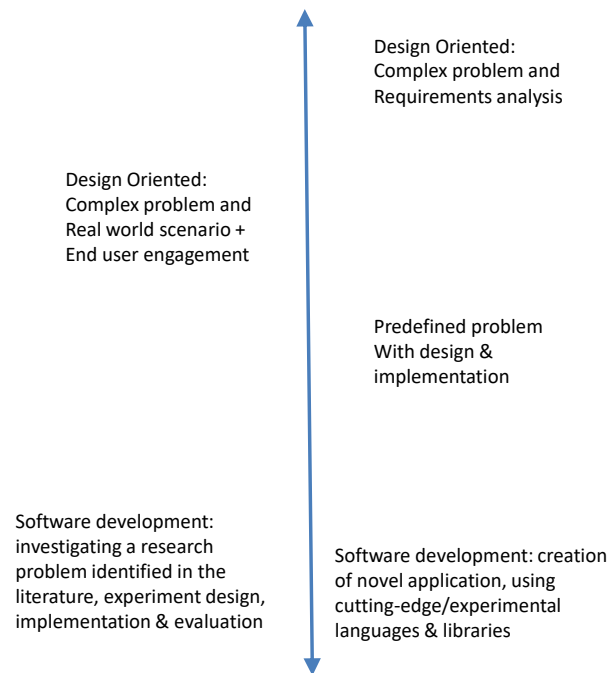 Design Oriented:
Complex problem and
Requirements analysis
Design Oriented:
Complex problem and
Real world scenario +
End user engagement
Predefined problem
With design &
implementation
Software development:
investigating a research
problem identified in the
literature, experiment design,
implementation & evaluation
Software development: creation
of novel application, using
cutting-edge/experimental
languages & libraries